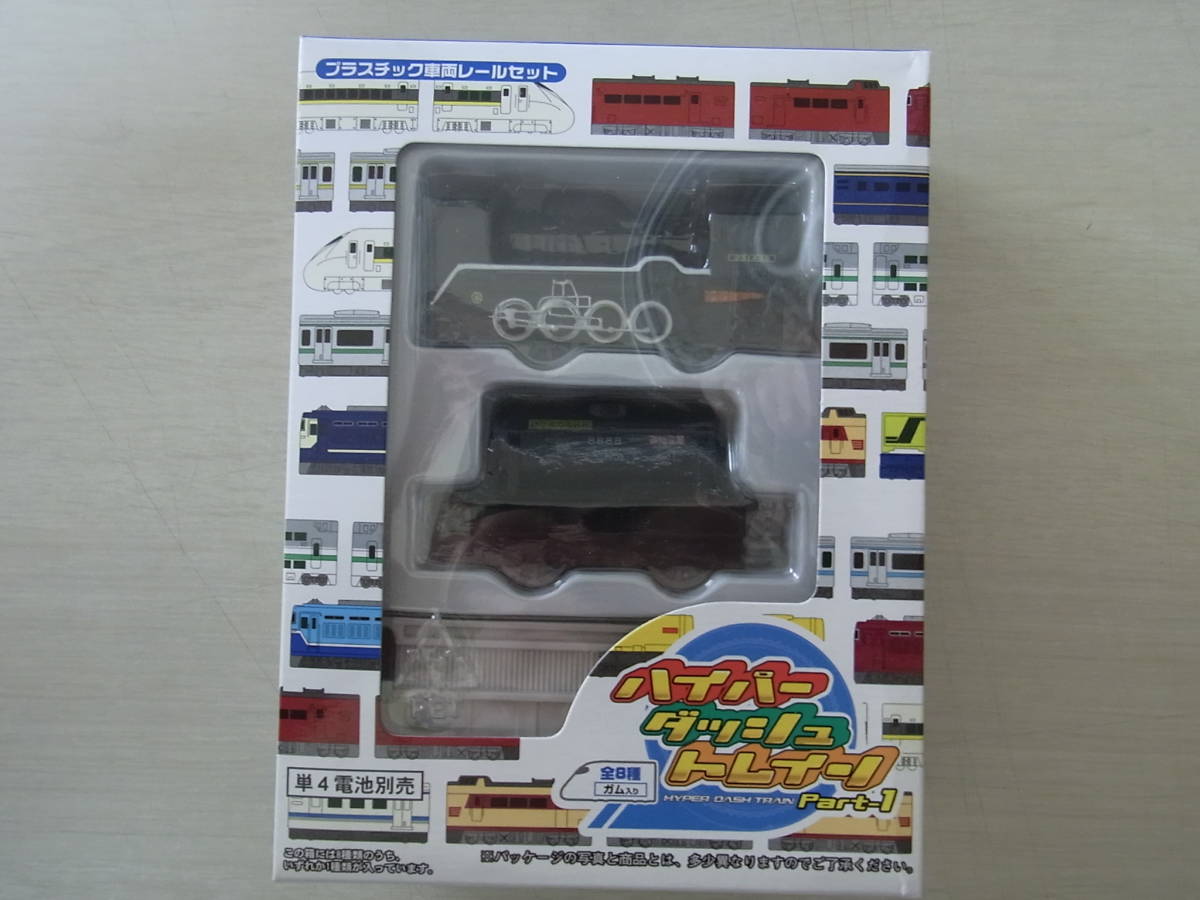 プラスチック車両レールセット
8888
ハイパー
ダッシュ
トレイン
HYPER DASH TRAIN Part-1
全8種
ガム入り
単4電池別売
この箱には8種類のうち、
いずれか1種類が入っています。
※パッケージの写真と商品とは、多少異なりますのでご了承ください。